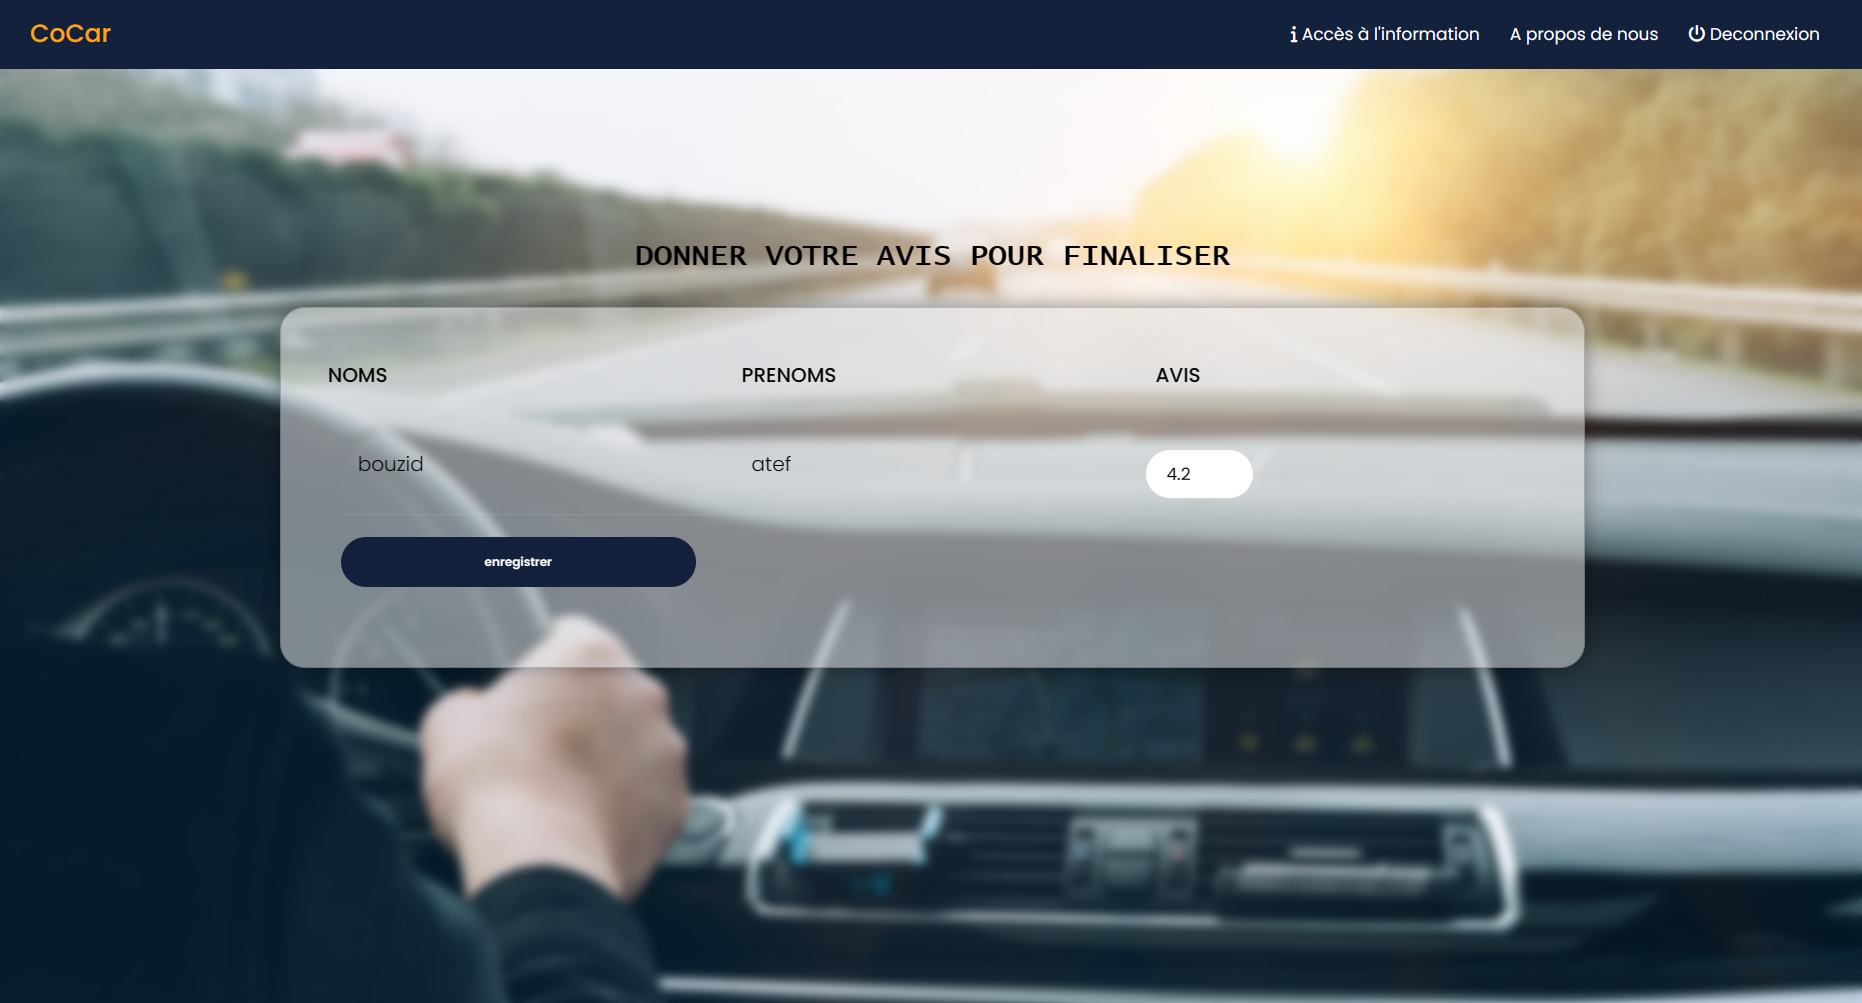 CoCar
Accès à l'information A propos de nous Deconnexion
DONNER VOTRE AVIS POUR FINALISER
NOMS PRENOMS AVIS
bouzid atef 4.2
enregistrer